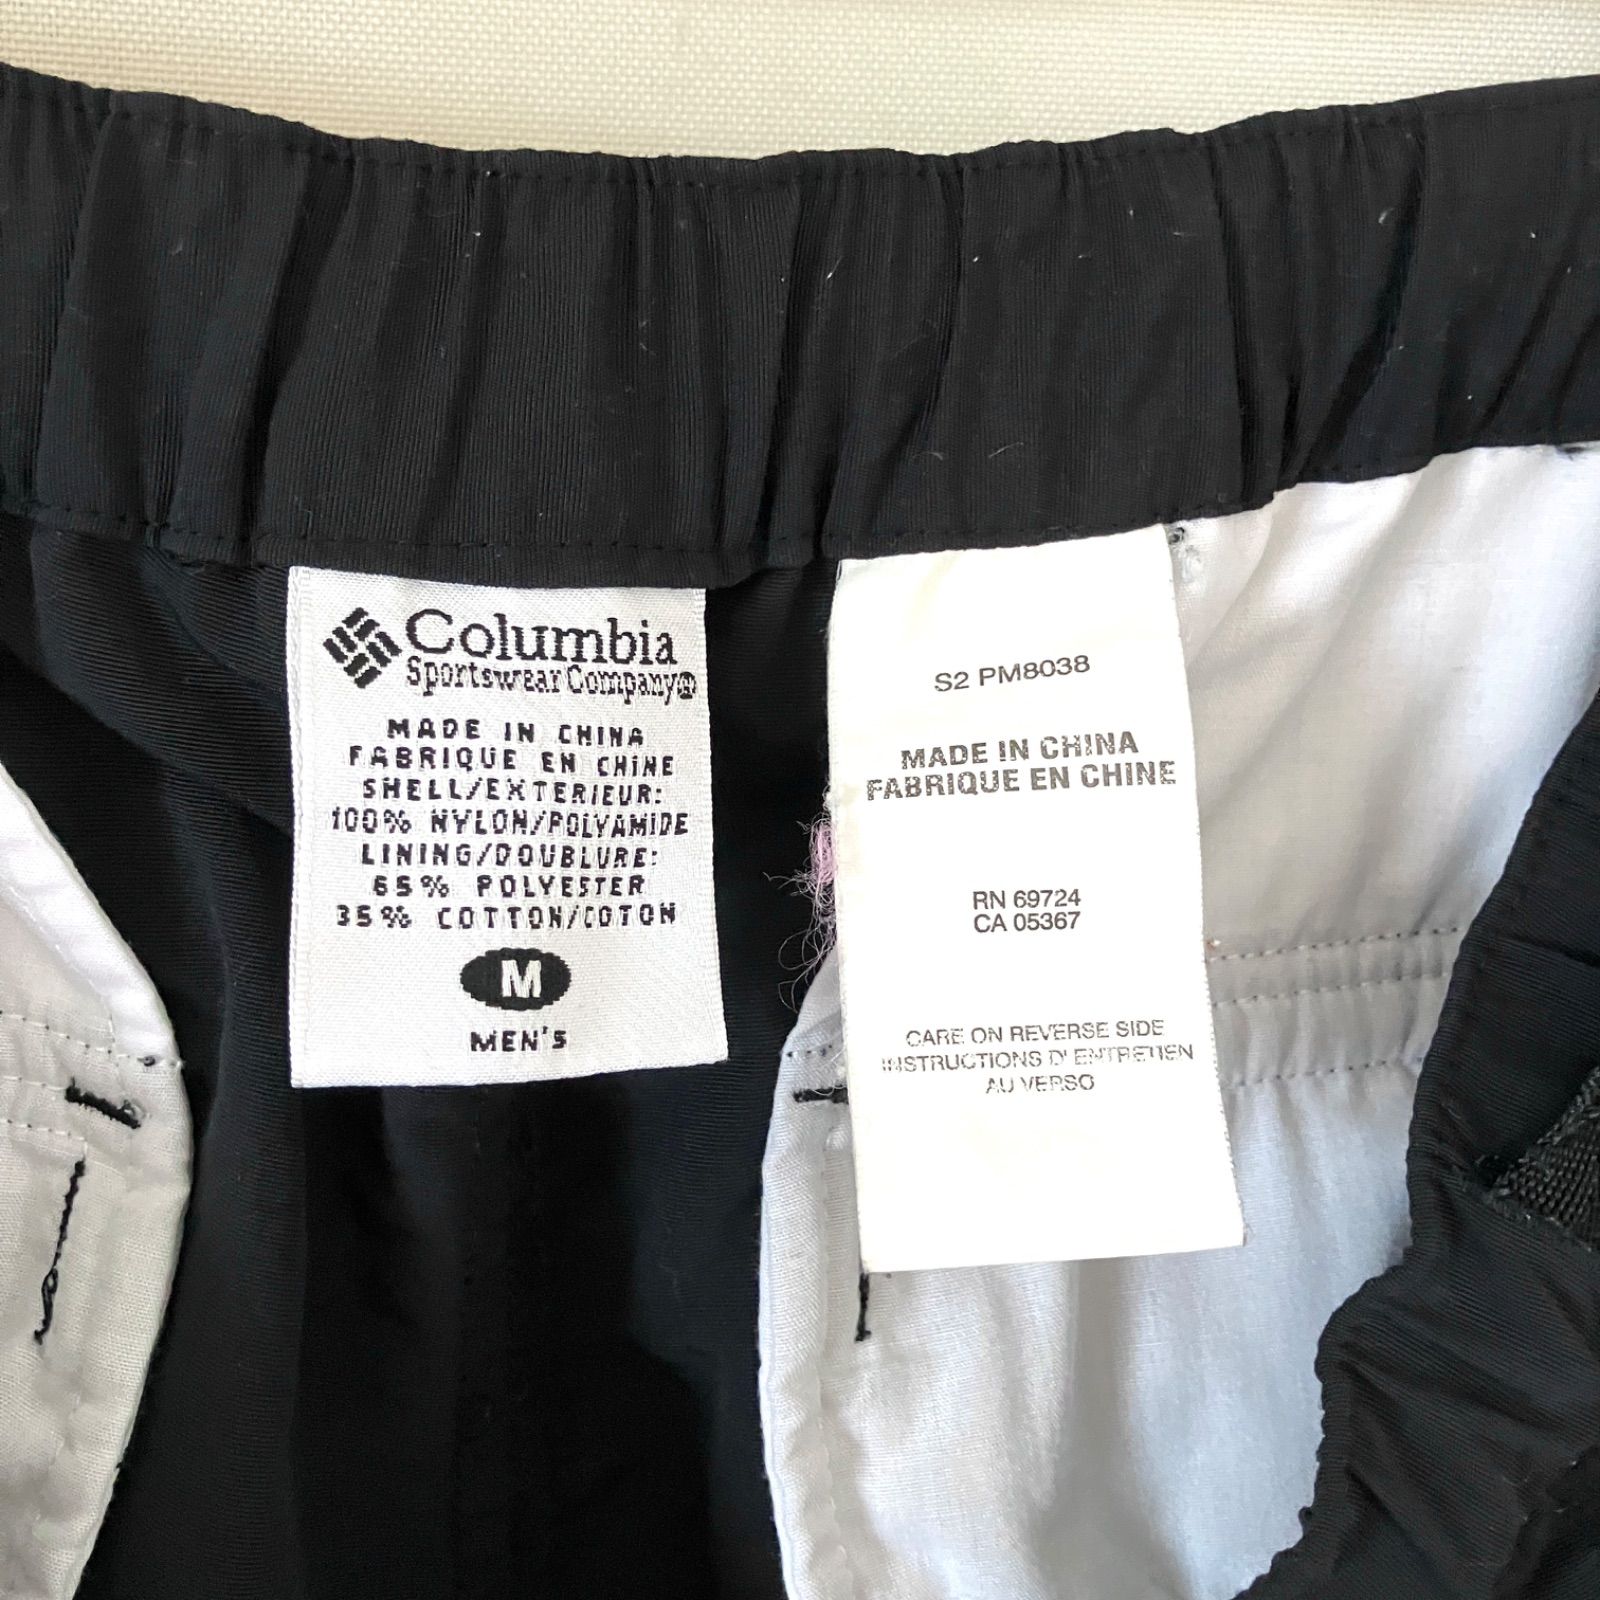 Columbia
Sportswear Company®
MADE IN CHINA
FABRIQUE EN CHINE
SHELL/EXTERIEUR:
100% NYLON/POLYAMIDE
LINING/DOUBLURE:
65% POLYESTER
35% COTTON/COTON
M
MEN'S
S2 PM8038
MADE IN CHINA
FABRIQUE EN CHINE
RN 69724
CA 05367
CARE ON REVERSE SIDE
INSTRUCTIONS D' ENTRETIEN
AU VERSO